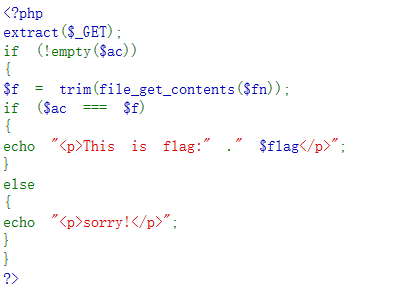 <?php
extract($_GET);
if (!empty($ac))
{
$f = trim(file_get_contents($fn));
if ($ac === $f)
{
echo "<p>This is flag:" ." $flag</p>";
}
else
{
echo "<p>sorry!</p>";
}
}
?>